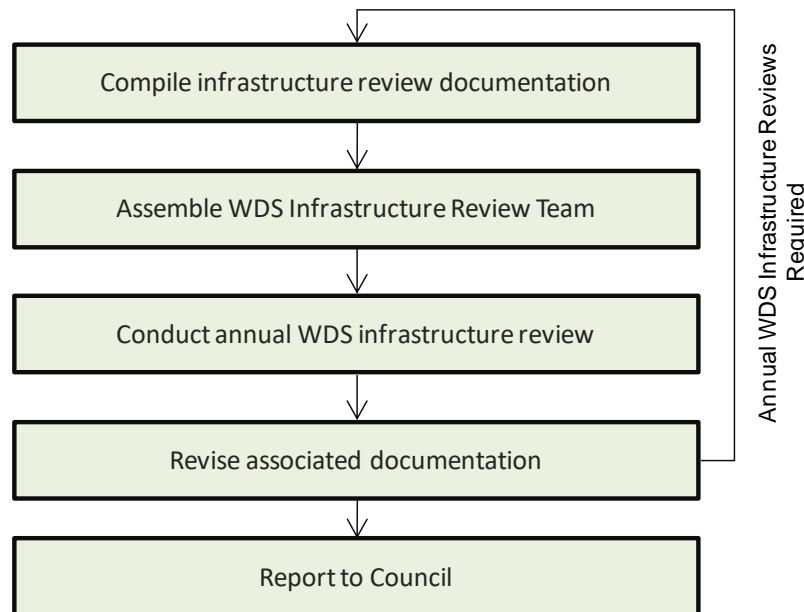 Compile infrastructure review documentation
Assemble WDS Infrastructure Review Team
Conduct annual WDS infrastructure review
Revise associated documentation
Report to Council
Annual WDS Infrastructure Reviews
Required